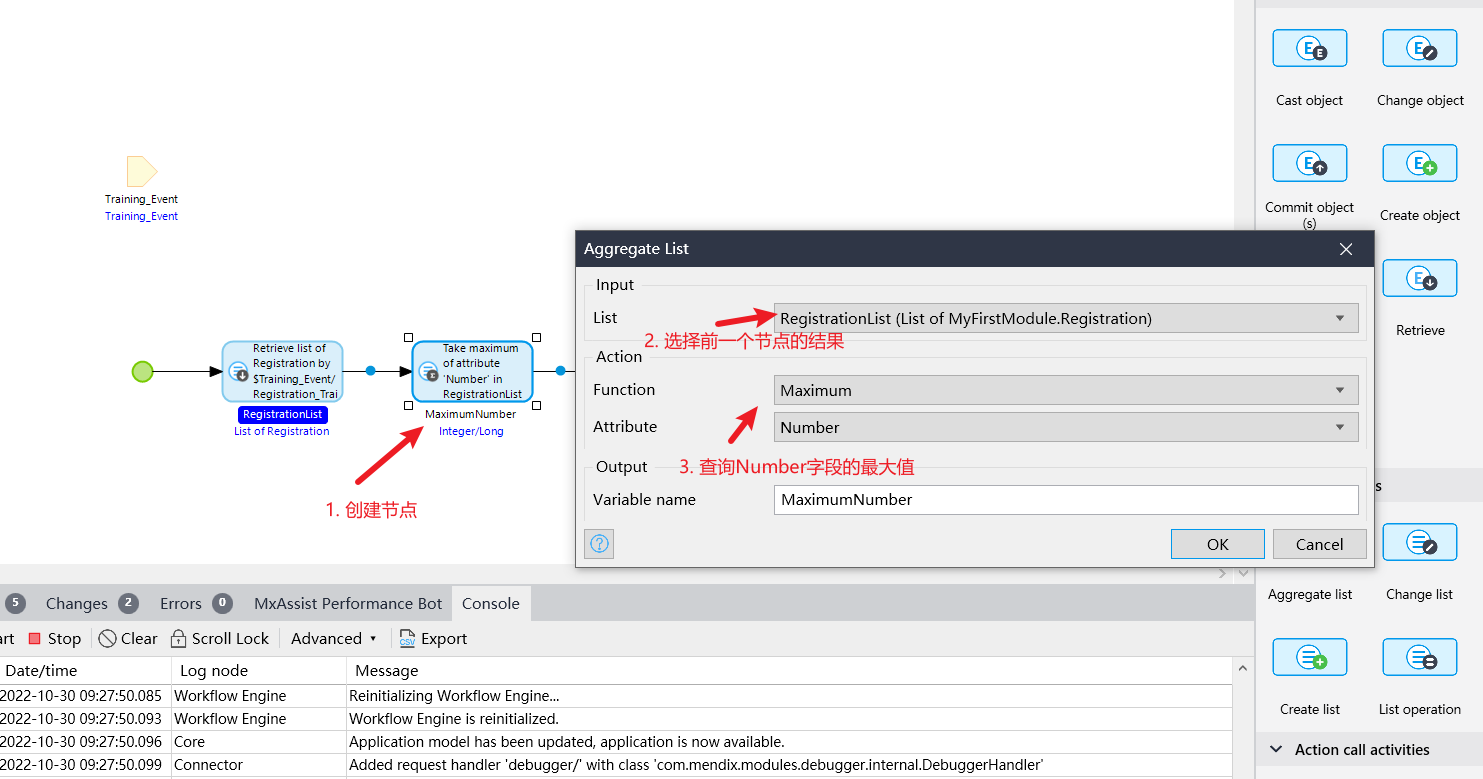 Cast object
Change object
Commit object
(s)
Create object
Retrieve
Training_Event
Training_Event
Retrieve list of
Registration by
$Training_Event/
Registration_Trai
RegistrationList
List of Registration
Take maximum
of attribute
'Number' in
RegistrationList
MaximumNumber
Integer/Long
1. 创建节点
Aggregate List
Input
List
RegistrationList (List of MyFirstModule.Registration)
2. 选择前一个节点的结果
Action
Function
Maximum
Attribute
Number
3. 查询Number字段的最大值
Output
Variable name
MaximumNumber
OK
Cancel
s
Aggregate list
Change list
Create list
List operation
Action call activities
5
Changes 2
Errors 0
MxAssist Performance Bot
Console
art
Stop
Clear
Scroll Lock
Advanced
CSV
Export
Date/time
Log node
Message
2022-10-30 09:27:50.085 Workflow Engine Reinitializing Workflow Engine...
2022-10-30 09:27:50.093 Workflow Engine Workflow Engine is reinitialized.
2022-10-30 09:27:50.096 Core Application model has been updated, application is now available.
2022-10-30 09:27:50.099 Connector Added request handler 'debugger/' with class 'com.mendix.modules.debugger.internal.DebuggerHandler'